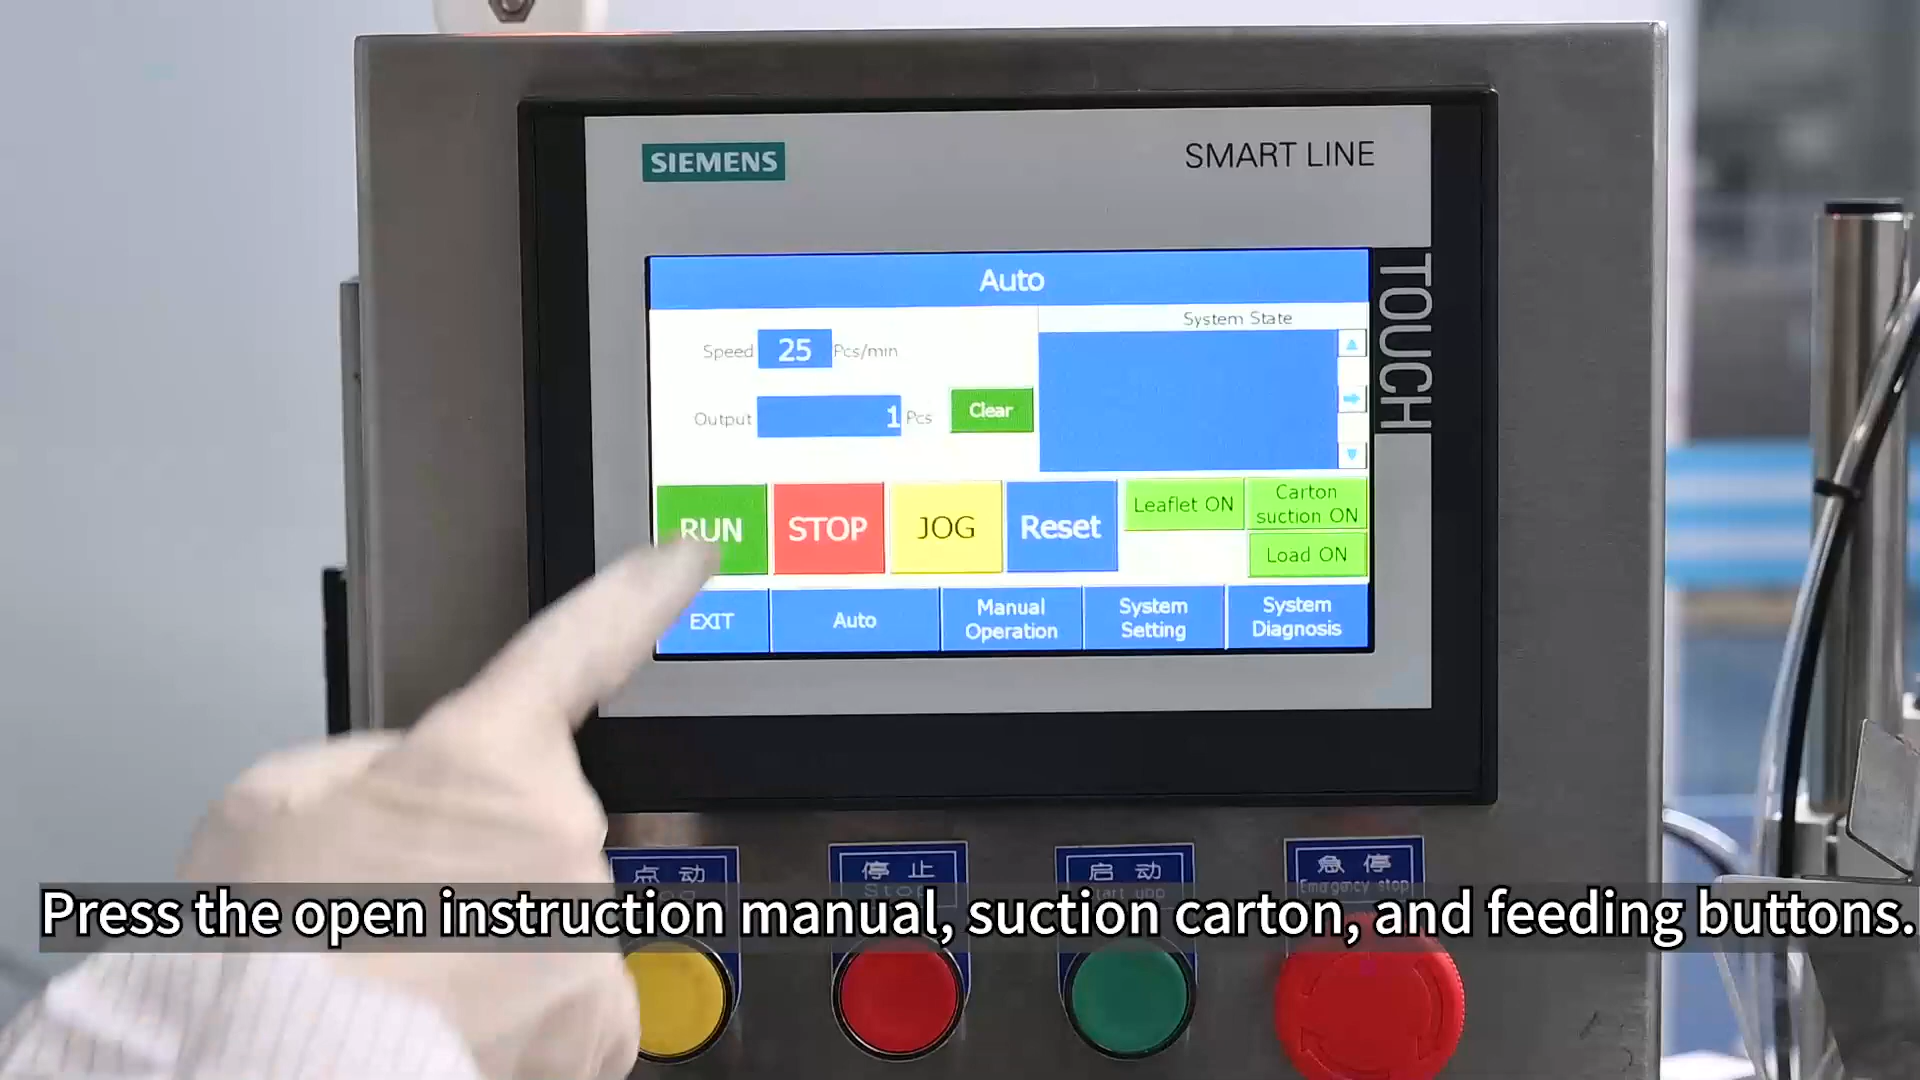 SIEMENS
SMART LINE
TOUCH
Auto
System State
Speed 25 Pcs/min
Output 1 Pcs
Clear
RUN
STOP
JOG
Reset
Leaflet ON
Carton
suction ON
Load ON
EXIT
Auto
Manual
Operation
System
Setting
System
Diagnosis
点动
停止
Stop
启动
急停
Emergency stop
Press the open instruction manual, suction carton, and feeding buttons.